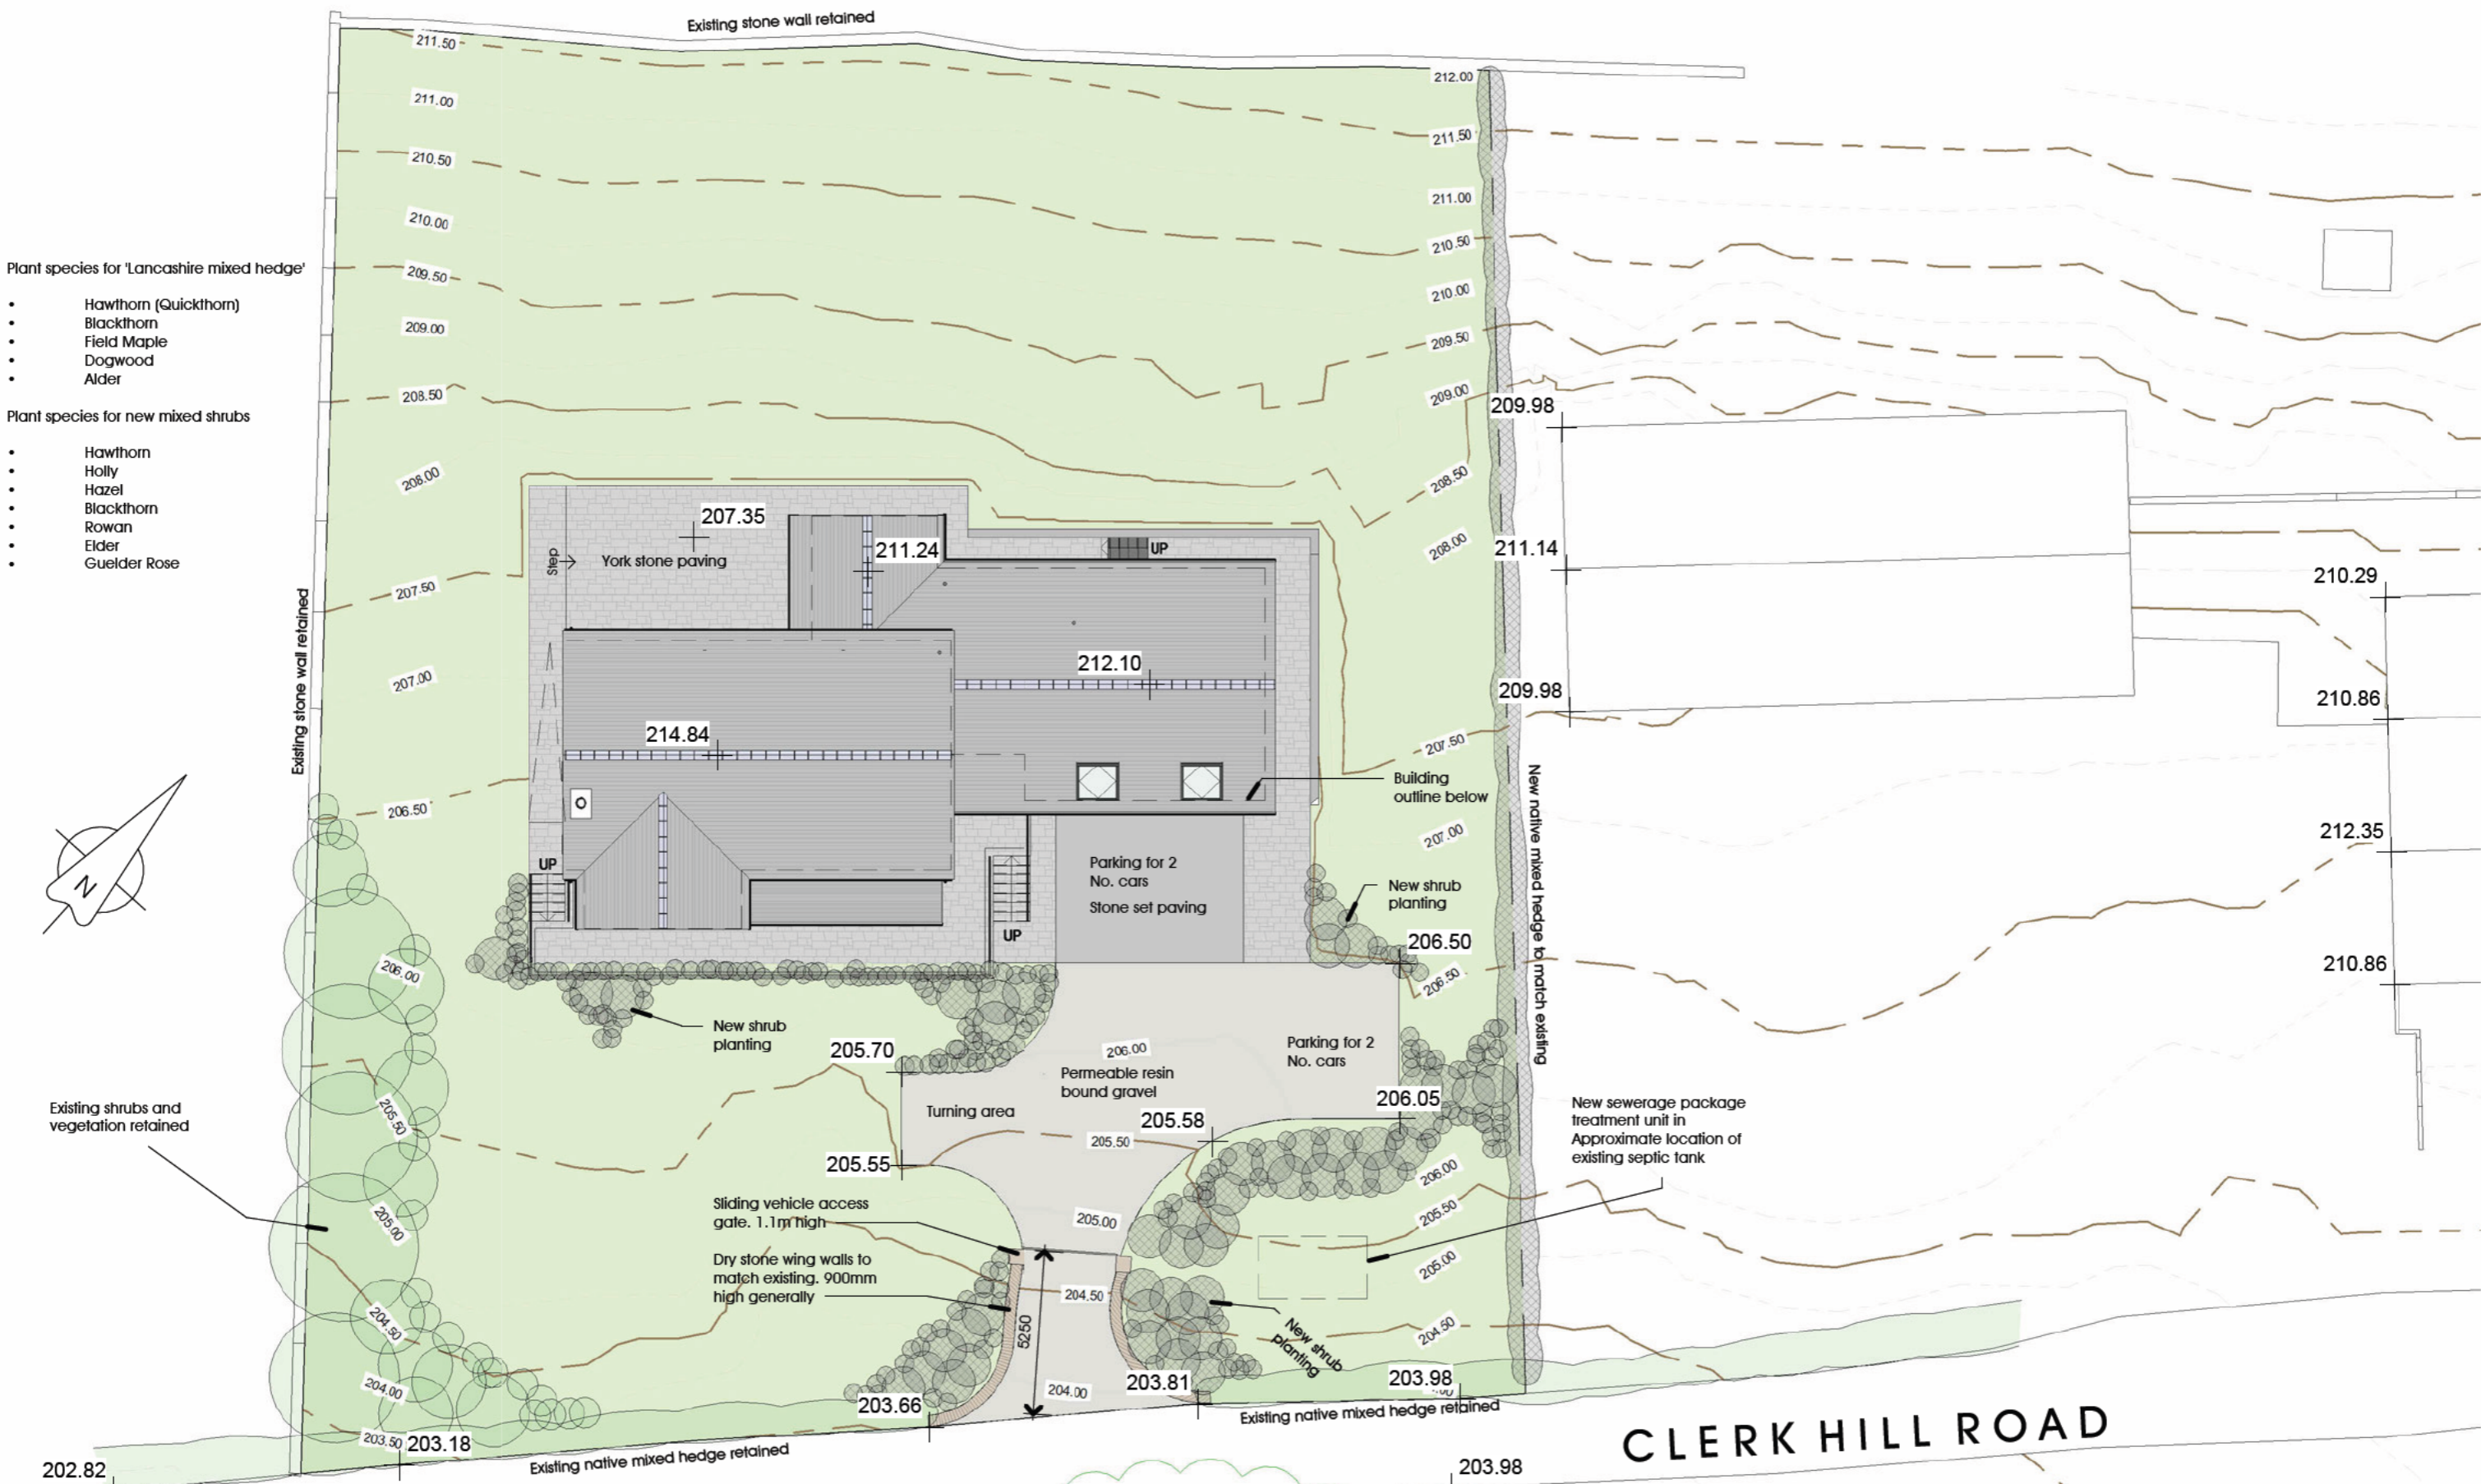 Existing stone wall retained
211.50
212.00
211.00
211.50
210.50
211.00
210.00
210.50
Plant species for 'Lancashire mixed hedge'
• Hawthorn (Quickthorn)
• Blackthorn
• Field Maple
• Dogwood
• Alder
Plant species for new mixed shrubs
• Hawthorn
• Holly
• Hazel
• Blackthorn
• Rowan
• Elder
• Guelder Rose
209.50
210.00
209.00
209.50
208.50
209.00
209.98
208.00
208.50
207.35
211.24
UP
208.00
211.14
Step
York stone paving
207.50
210.29
Existing stone wall retained
207.00
212.10
209.98
210.86
214.84
207.50
Building
outline below
206.50
207.00
212.35
New native mixed hedge to match existing
UP
Parking for 2
No. cars
Stone set paving
New shrub
planting
N
UP
206.50
210.86
206.00
206.50
New shrub
planting
205.70
206.00
Parking for 2
No. cars
Permeable resin
bound gravel
Turning area
206.05
205.58
205.50
205.50
Existing shrubs and
vegetation retained
New sewerage package
treatment unit in
Approximate location of
existing septic tank
205.55
206.00
205.00
Sliding vehicle access
gate. 1.1m high
205.00
205.50
Dry stone wing walls to
match existing. 900mm
high generally
205.00
204.50
5250
204.50
204.50
New shrub
planting
204.00
204.00
203.81
203.98
203.66
Existing native mixed hedge retained
203.50
203.18
Existing native mixed hedge retained
CLERK HILL ROAD
202.82
203.98